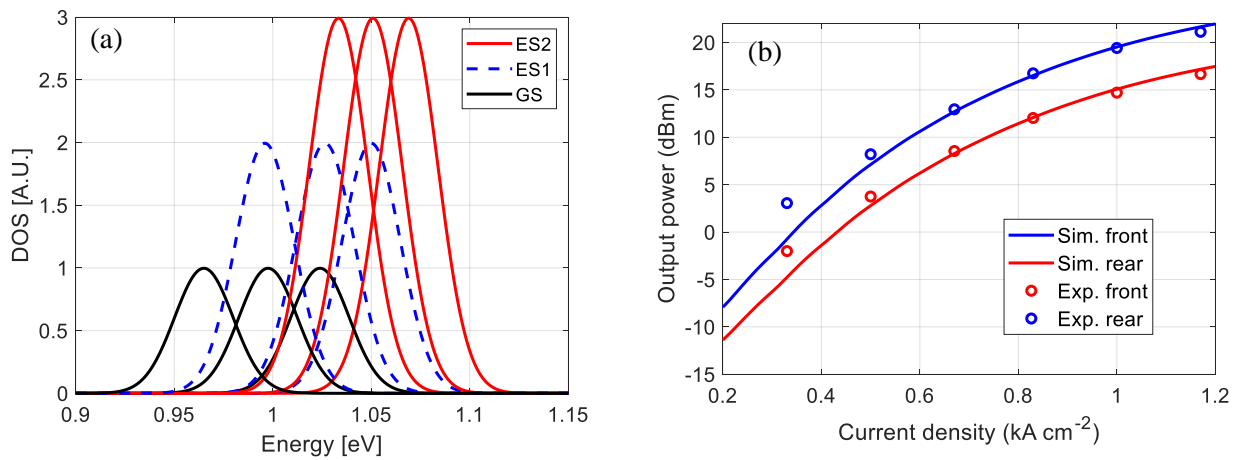 (a)
ES2
ES1
GS
DOS [A.U.]
3
2.5
2
1.5
1
0.5
0
0.9
0.95
1
1.05
1.1
1.15
Energy [eV]
(b)
Output power (dBm)
20
15
10
5
0
-5
-10
-15
Sim. front
Sim. rear
Exp. front
Exp. rear
0.2
0.4
0.6
0.8
1
1.2
Current density (kA cm-2)